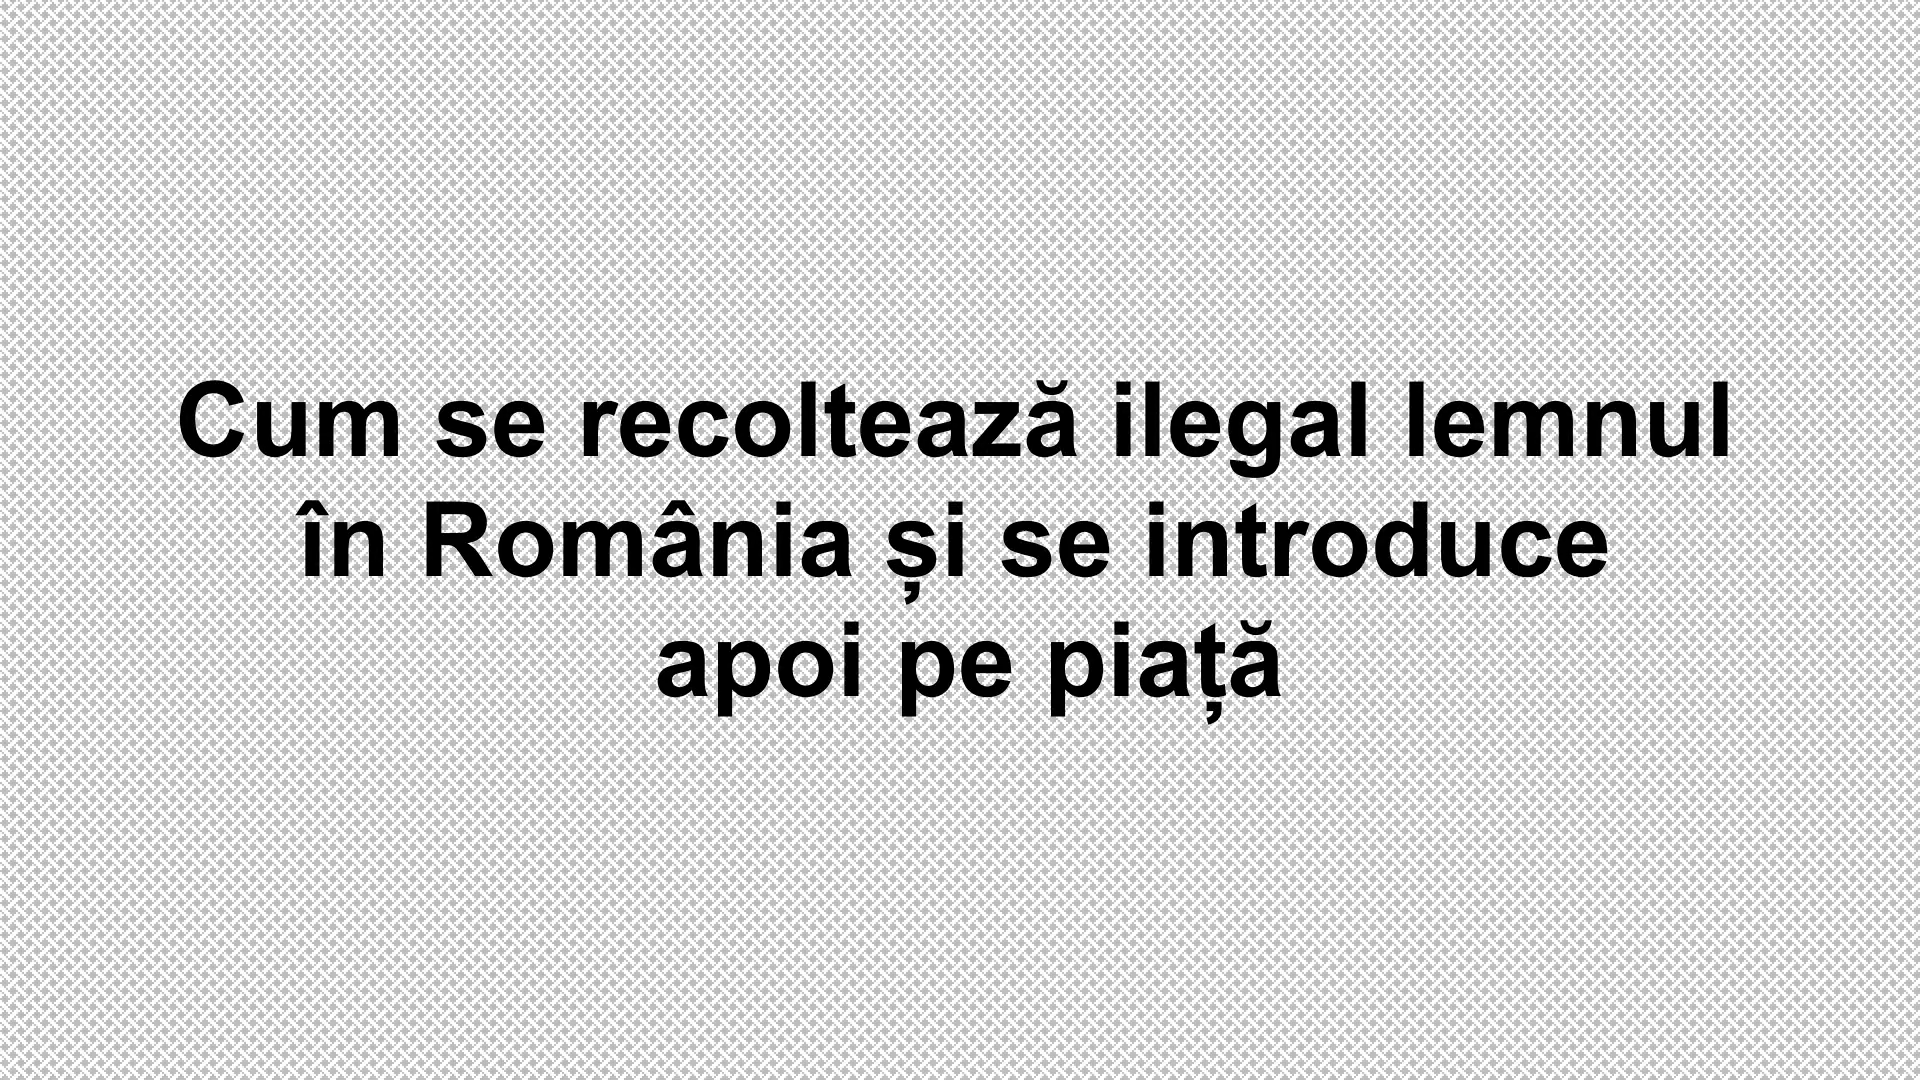 Cum se recoltează ilegal lemnul
în România și se introduce
apoi pe piață